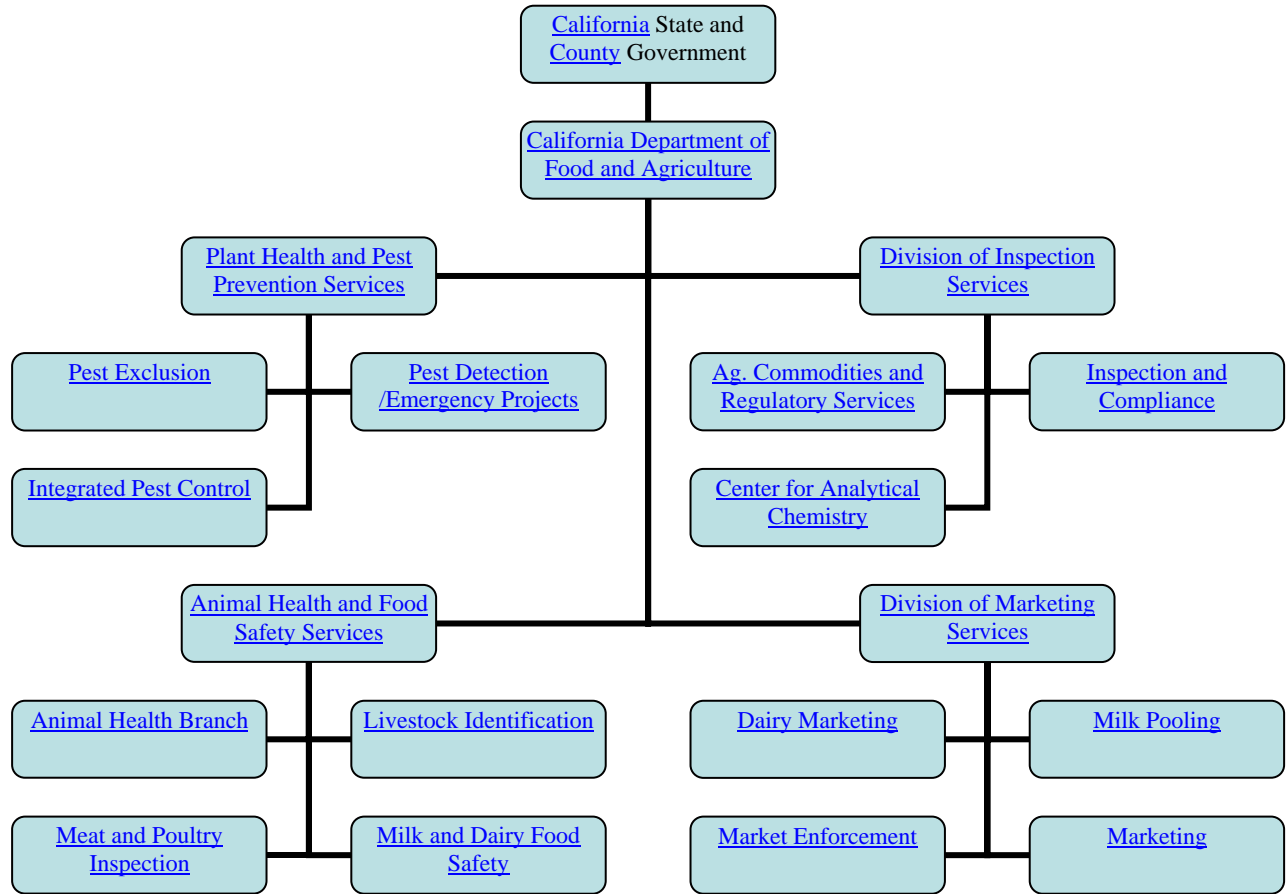 California State and
County Government
California Department of
Food and Agriculture
Plant Health and Pest
Prevention Services
Division of Inspection
Services
Pest Exclusion
Pest Detection
/Emergency Projects
Ag. Commodities and
Regulatory Services
Inspection and
Compliance
Integrated Pest Control
Center for Analytical
Chemistry
Animal Health and Food
Safety Services
Division of Marketing
Services
Animal Health Branch
Livestock Identification
Dairy Marketing
Milk Pooling
Meat and Poultry
Inspection
Milk and Dairy Food
Safety
Market Enforcement
Marketing